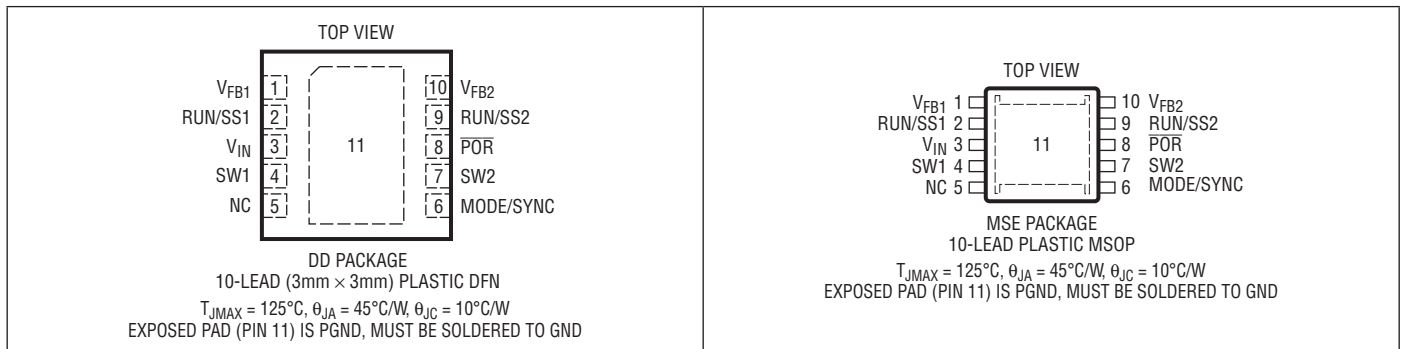 TOP VIEW
VFB1 1 10 VFB2
RUN/SS1 2 9 RUN/SS2
VIN 3 11 8 POR
SW1 4 7 SW2
NC 5 6 MODE/SYNC
DD PACKAGE
10-LEAD (3mm × 3mm) PLASTIC DFN
TJMAX = 125°C, θJA = 45°C/W, θJC = 10°C/W
EXPOSED PAD (PIN 11) IS PGND, MUST BE SOLDERED TO GND
TOP VIEW
VFB1 1 10 VFB2
RUN/SS1 2 9 RUN/SS2
VIN 3 11 8 POR
SW1 4 7 SW2
NC 5 6 MODE/SYNC
MSE PACKAGE
10-LEAD PLASTIC MSOP
TJMAX = 125°C, θJA = 45°C/W, θJC = 10°C/W
EXPOSED PAD (PIN 11) IS PGND, MUST BE SOLDERED TO GND